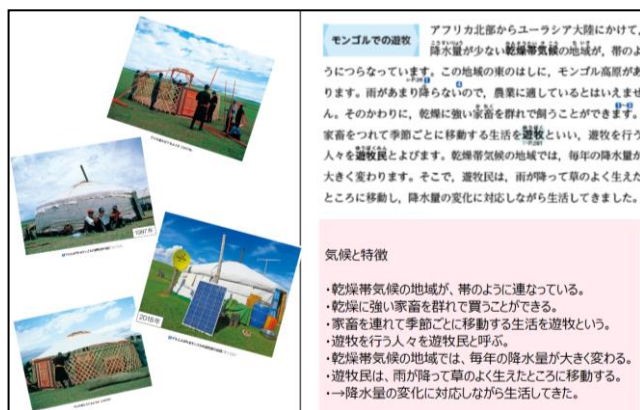 1997年
2016年
モンゴルでの遊牧
アフリカ北部からユーラシア大陸にかけて,
降水量が少ない乾燥帯気候の地域が, 帯のよ
うにつらなっています。この地域の東のはしに, モンゴル高原があ
ります。雨があまり降らないので, 農業に適しているとはいえませ
ん。そのかわりに, 乾燥に強い家畜を群れで飼うことができます。
家畜をつれて季節ごとに移動する生活を遊牧といい, 遊牧を行う
人々を遊牧民とよびます。乾燥帯気候の地域では, 毎年の降水量が
大きく変わります。そこで, 遊牧民は, 雨が降って草のよく生えた
ところに移動し, 降水量の変化に対応しながら生活してきました。
気候と特徴
・乾燥帯気候の地域が、帯のように連なっている。
・乾燥に強い家畜を群れで買うことができる。
・家畜を連れて季節ごとに移動する生活を遊牧という。
・遊牧を行う人々を遊牧民と呼ぶ。
・乾燥帯気候の地域では、毎年の降水量が大きく変わる。
・遊牧民は、雨が降って草のよく生えたところに移動する。
・→降水量の変化に対応しながら生活してきた。